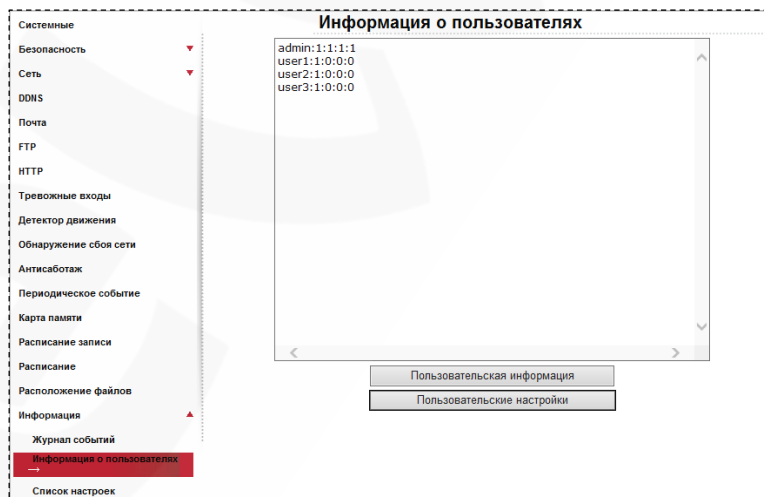 Информация о пользователях
Системные
Безопасность
Сеть
DDNS
Почта
FTP
HTTP
Тревожные входы
Детектор движения
Обнаружение сбоя сети
Антисаботаж
Периодическое событие
Карта памяти
Расписание записи
Расписание
Расположение файлов
Информация
Журнал событий
Информация о пользователях
Список настроек
admin:1:1:1:1
user1:1:0:0:0
user2:1:0:0:0
user3:1:0:0:0
Пользовательская информация
Пользовательские настройки